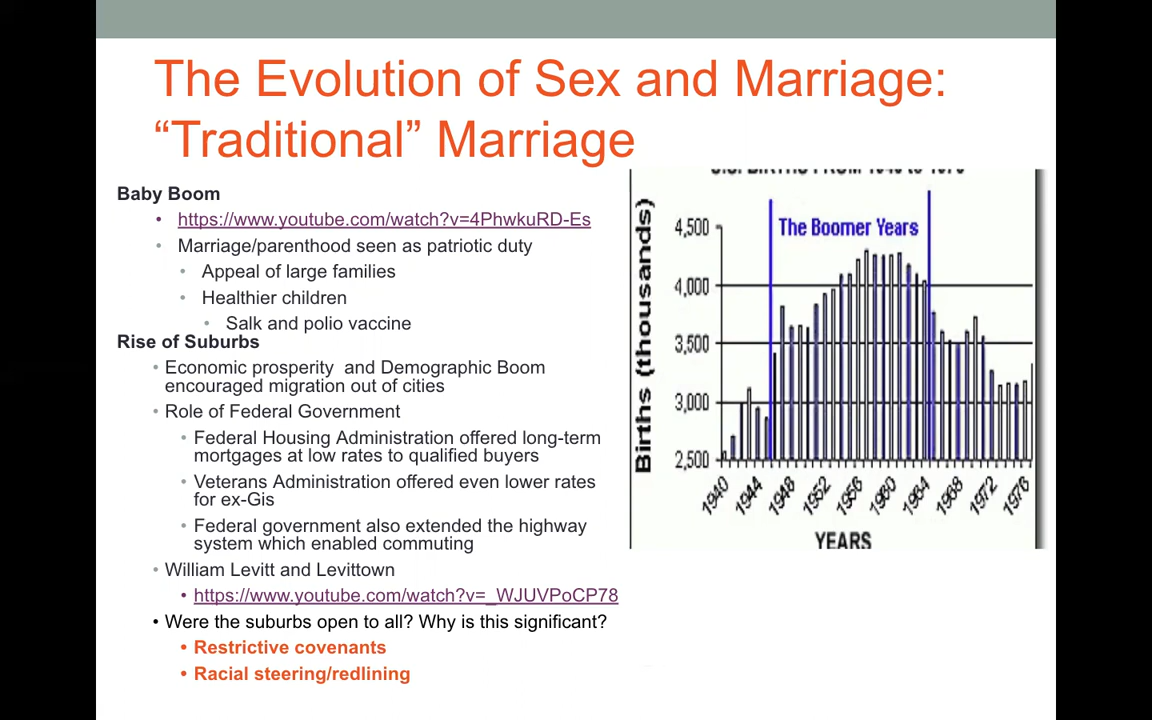 The Evolution of Sex and Marriage:
“Traditional” Marriage
Baby Boom
• https://www.youtube.com/watch?v=4PhwkuRD-Es
• Marriage/parenthood seen as patriotic duty
• Appeal of large families
• Healthier children
• Salk and polio vaccine
Rise of Suburbs
• Economic prosperity and Demographic Boom
encouraged migration out of cities
• Role of Federal Government
• Federal Housing Administration offered long-term
mortgages at low rates to qualified buyers
• Veterans Administration offered even lower rates
for ex-Gis
• Federal government also extended the highway
system which enabled commuting
• William Levitt and Levittown
• https://www.youtube.com/watch?v=_WJUVPoCP78
• Were the suburbs open to all? Why is this significant?
• Restrictive covenants
• Racial steering/redlining
The Boomer Years
Births (thousands)
4,500
4,000
3,500
3,000
2,500
1940 1944 1948 1952 1956 1960 1964 1968 1972 1976
YEARS